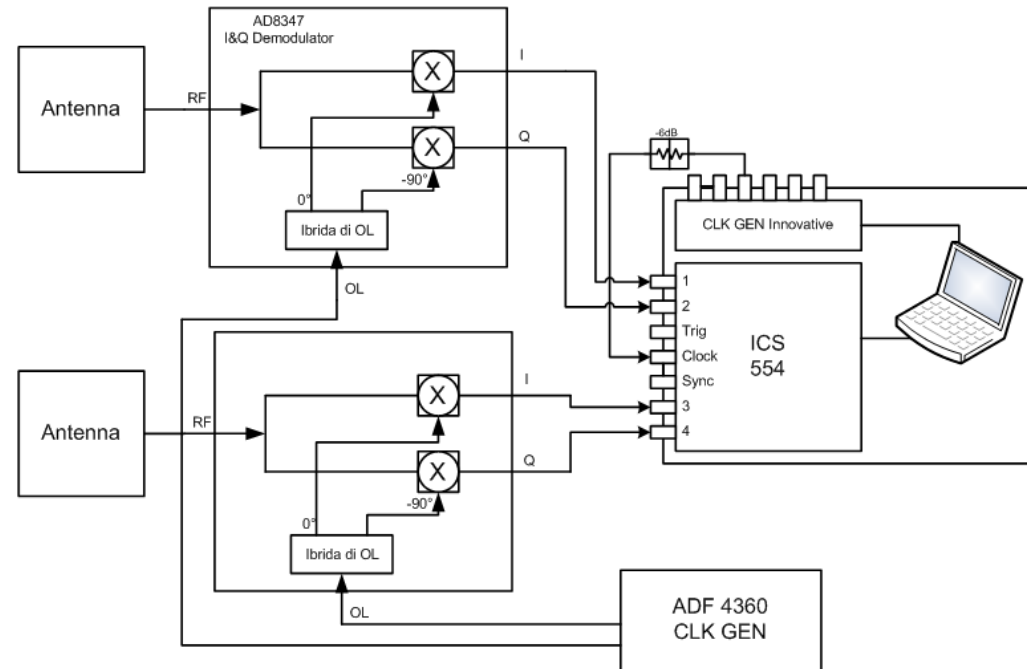 AD8347
I&Q Demodulator
Antenna
RF
X
I
X
Q
0°
-90°
Ibrida di OL
OL
-6dB
CLK GEN Innovative
1
2
Trig
Clock
Sync
3
4
ICS
554
Antenna
RF
X
I
X
Q
0°
-90°
Ibrida di OL
OL
ADF 4360
CLK GEN